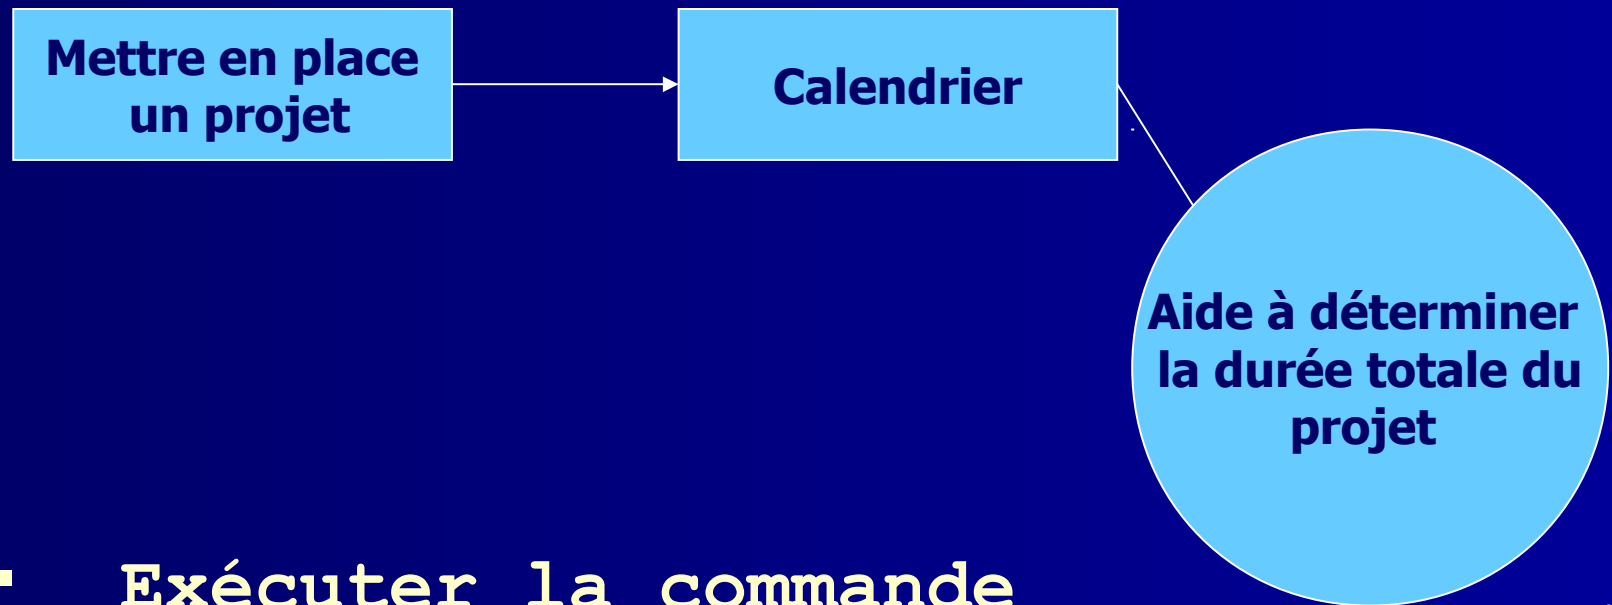 Mettre en place
un projet
Calendrier
Aide à déterminer
la durée totale du
projet
▪ Exécuter la commande